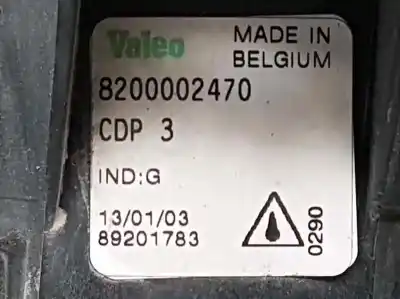 Valeo
MADE IN
BELGIUM
8200002470
CDP 3
IND:G
13/01/03
89201783
0290